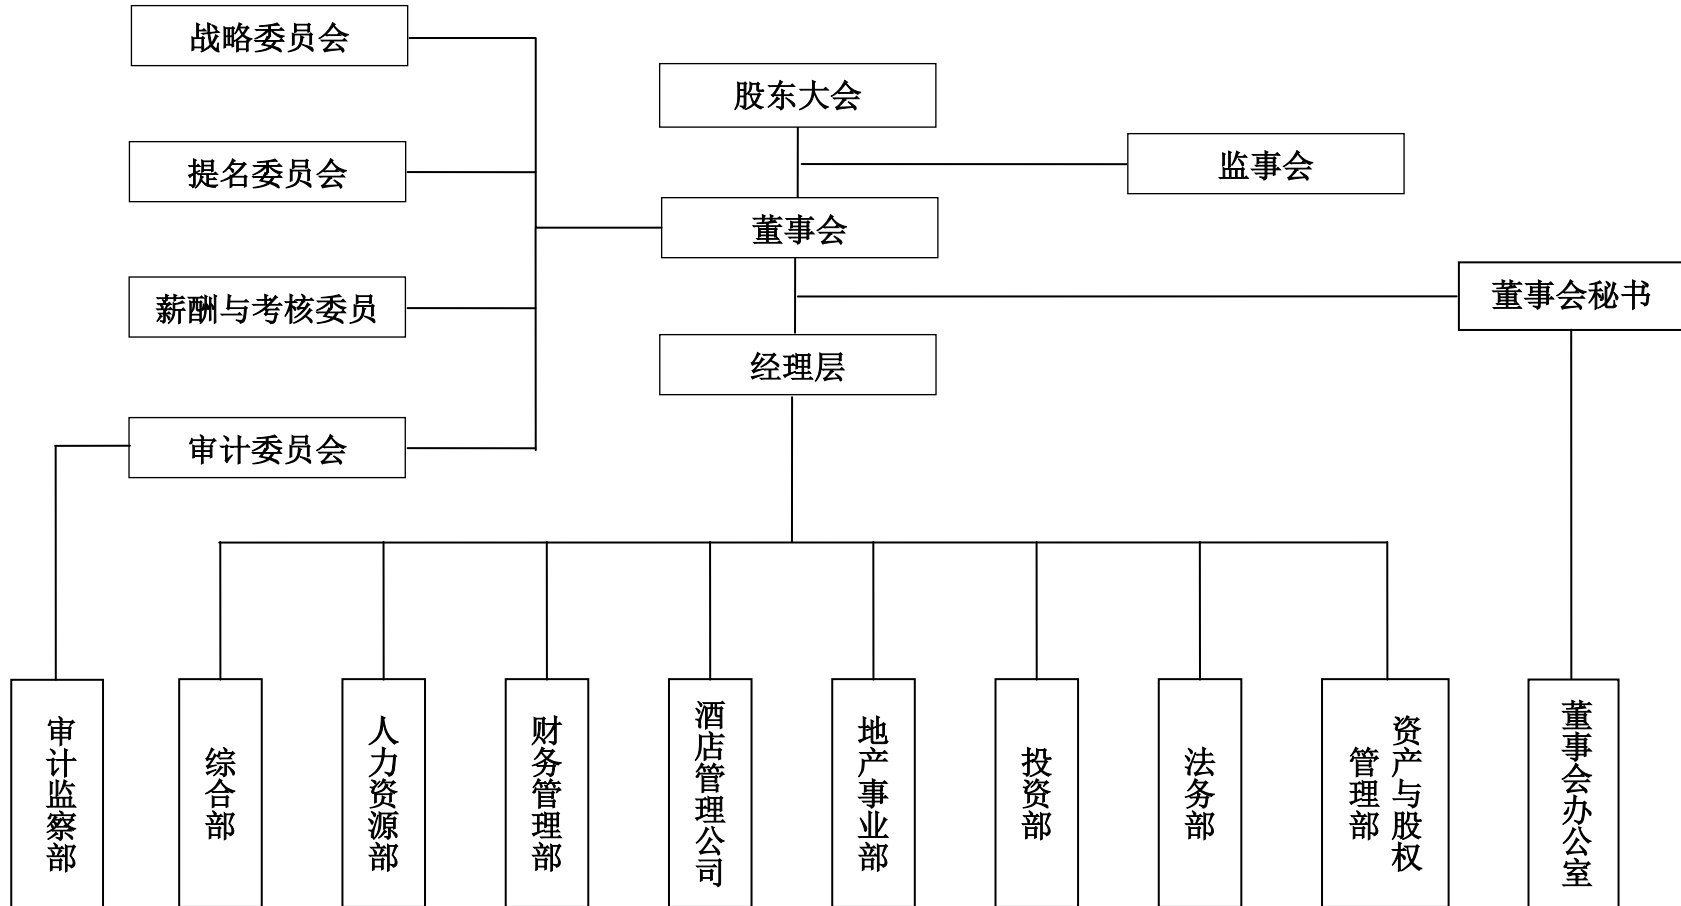 战略委员会
股东大会
监事会
提名委员会
董事会
董事会秘书
薪酬与考核委员
经理层
审计委员会
审计监察部
综合部
人力资源部
财务管理部
酒店管理公司
地产事业部
投资部
法务部
资产与股权
管理部
董事会办公室